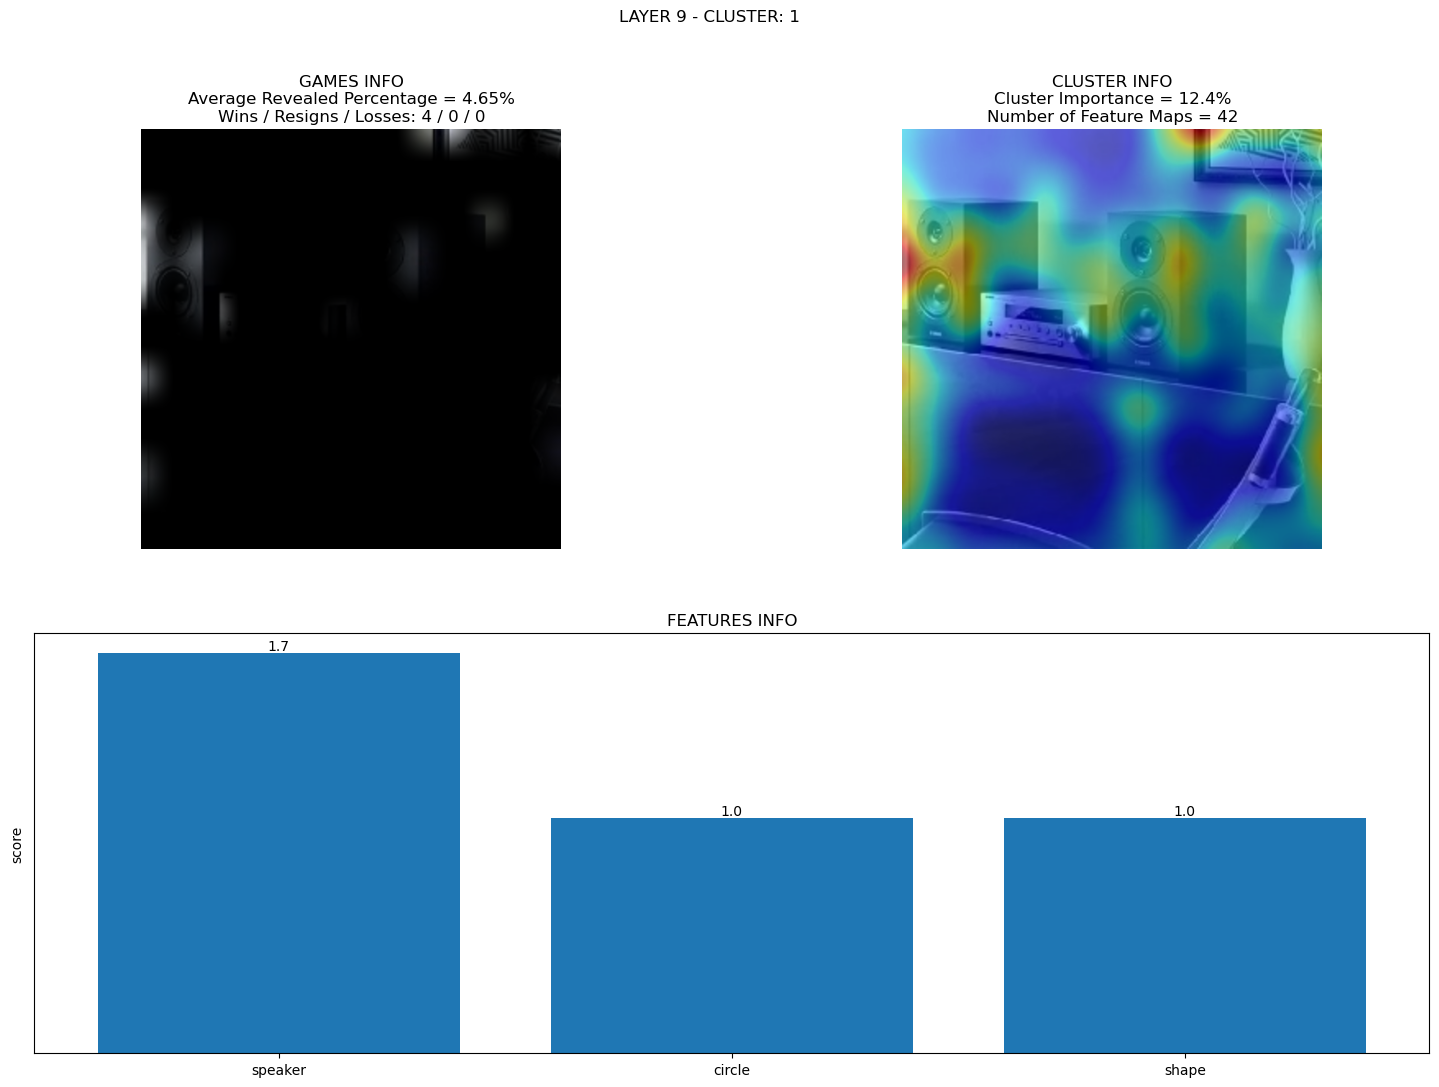 LAYER 9 - CLUSTER: 1
GAMES INFO
Average Revealed Percentage = 4.65%
Wins / Resigns / Losses: 4 / 0 / 0
CLUSTER INFO
Cluster Importance = 12.4%
Number of Feature Maps = 42
FEATURES INFO
score
1.7
1.0
1.0
speaker
circle
shape